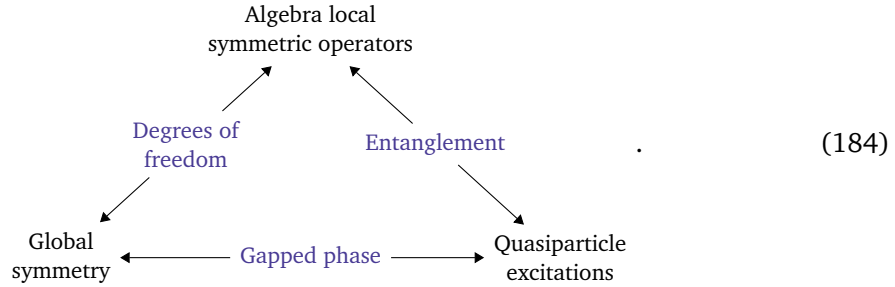 Algebra local
symmetric operators
Degrees of
freedom
Entanglement
. (184)
Global
symmetry
Gapped phase
Quasiparticle
excitations